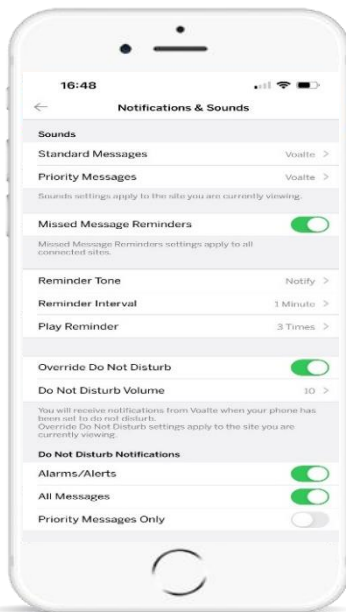 16:48
Notifications & Sounds
Sounds
Standard Messages Voalte >
Priority Messages Voalte >
Sounds settings apply to the site you are currently viewing.
Missed Message Reminders
Missed Message Reminders settings apply to all
connected sites.
Reminder Tone Notify >
Reminder Interval 1 Minute >
Play Reminder 3 Times >
Override Do Not Disturb
Do Not Disturb Volume 10 >
You will receive notifications from Voalte when your phone has
been set to do not disturb.
Override Do Not Disturb settings apply to the site you are
currently viewing.
Do Not Disturb Notifications
Alarms/Alerts
All Messages
Priority Messages Only